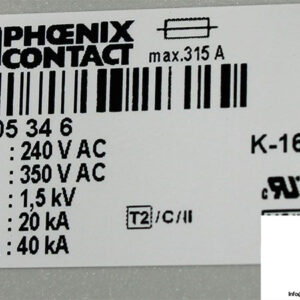 PHŒNIX
CONTACT
max.315 A
05 34 6
: 240 V AC
: 350 V AC
: 1,5 kV
: 20 kA
: 40 kA
T2 /C/II
K-16